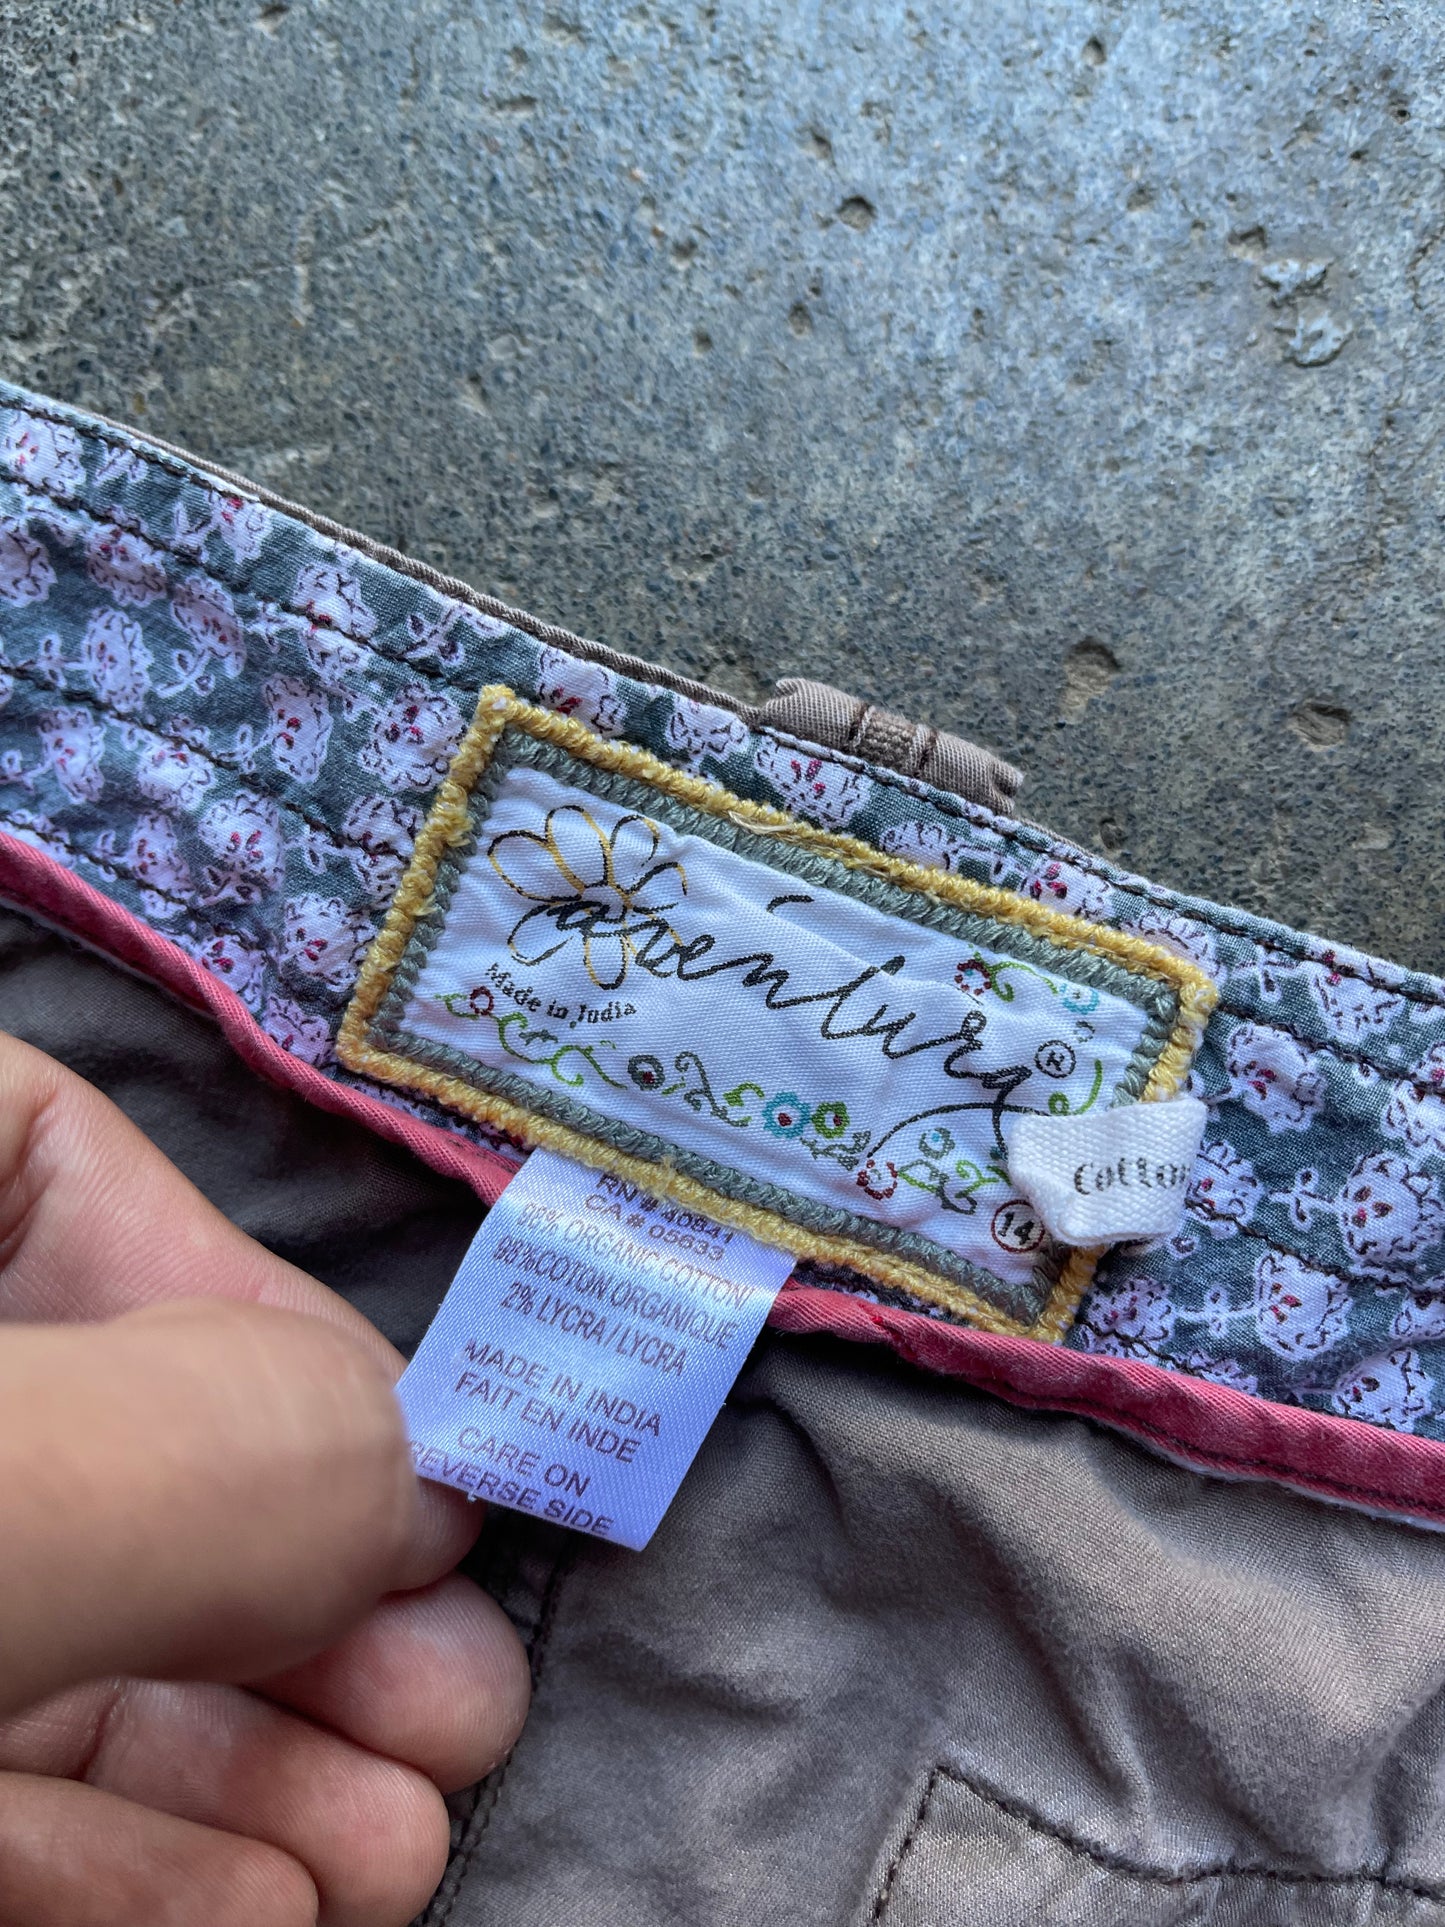 aventura
®
Made in India
14
Cotton
RN # 40941
CA # 05633
98% ORGANIC COTTON/
98%COTON ORGANIQUE
2% LYCRA/LYCRA
MADE IN INDIA
FAIT EN INDE
CARE ON
REVERSE SIDE